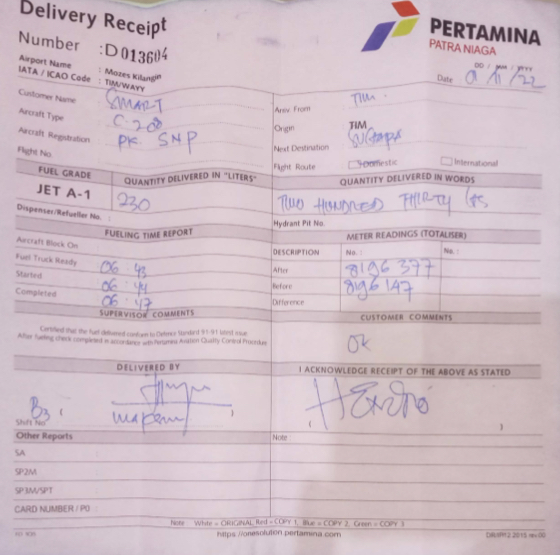 Delivery Receipt
Number : D 013604
PERTAMINA
PATRA NIAGA
Airport Name : Mozes Kilangin
IATA / ICAO Code : TIM/WAYY
DD / MM / YYYY
Date 9/11/22
Customer Name SMART
Aircraft Type C.208
Aircraft Registration PK SNP
Flight No.
Arrv. From TIM
Origin TIM
Next Destination SUGAPA
Flight Route Domestic International
FUEL GRADE
QUANTITY DELIVERED IN "LITERS"
QUANTITY DELIVERED IN WORDS
JET A-1
230
TWO HUNDRED THIRTY LTS
Dispenser/Refueller No. :
Hydrant Pit No.
FUELING TIME REPORT
METER READINGS (TOTALISER)
Aircraft Block On
Fuel Truck Ready 06:43
Started 06:44
Completed 06:47
DESCRIPTION No. : No. :
After 8196377
Before 8196147
Difference
SUPERVISOR COMMENTS
CUSTOMER COMMENTS
Certified that the fuel delivered conform to Defence Standard 91-91 latest issue.
After fueling check completed in accordance with Pertamina Aviation Quality Control Procedure
OK
DELIVERED BY
I ACKNOWLEDGE RECEIPT OF THE ABOVE AS STATED
Shift No
Other Reports
Note
SA
SP2M
SP3M/SPT
CARD NUMBER / PO :
Note : White = ORIGINAL, Red = COPY 1, Blue = COPY 2, Green = COPY 3
https://onesolution.pertamina.com